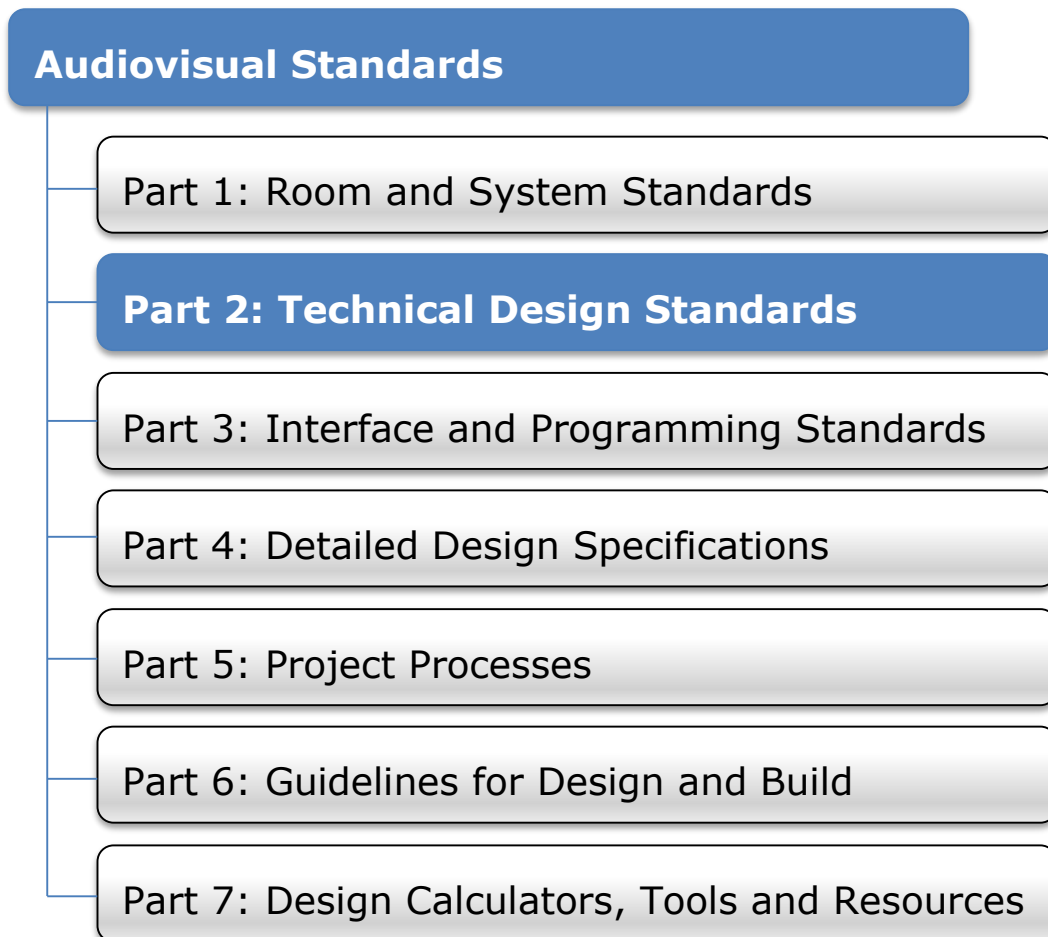 Audiovisual Standards
Part 1: Room and System Standards
Part 2: Technical Design Standards
Part 3: Interface and Programming Standards
Part 4: Detailed Design Specifications
Part 5: Project Processes
Part 6: Guidelines for Design and Build
Part 7: Design Calculators, Tools and Resources